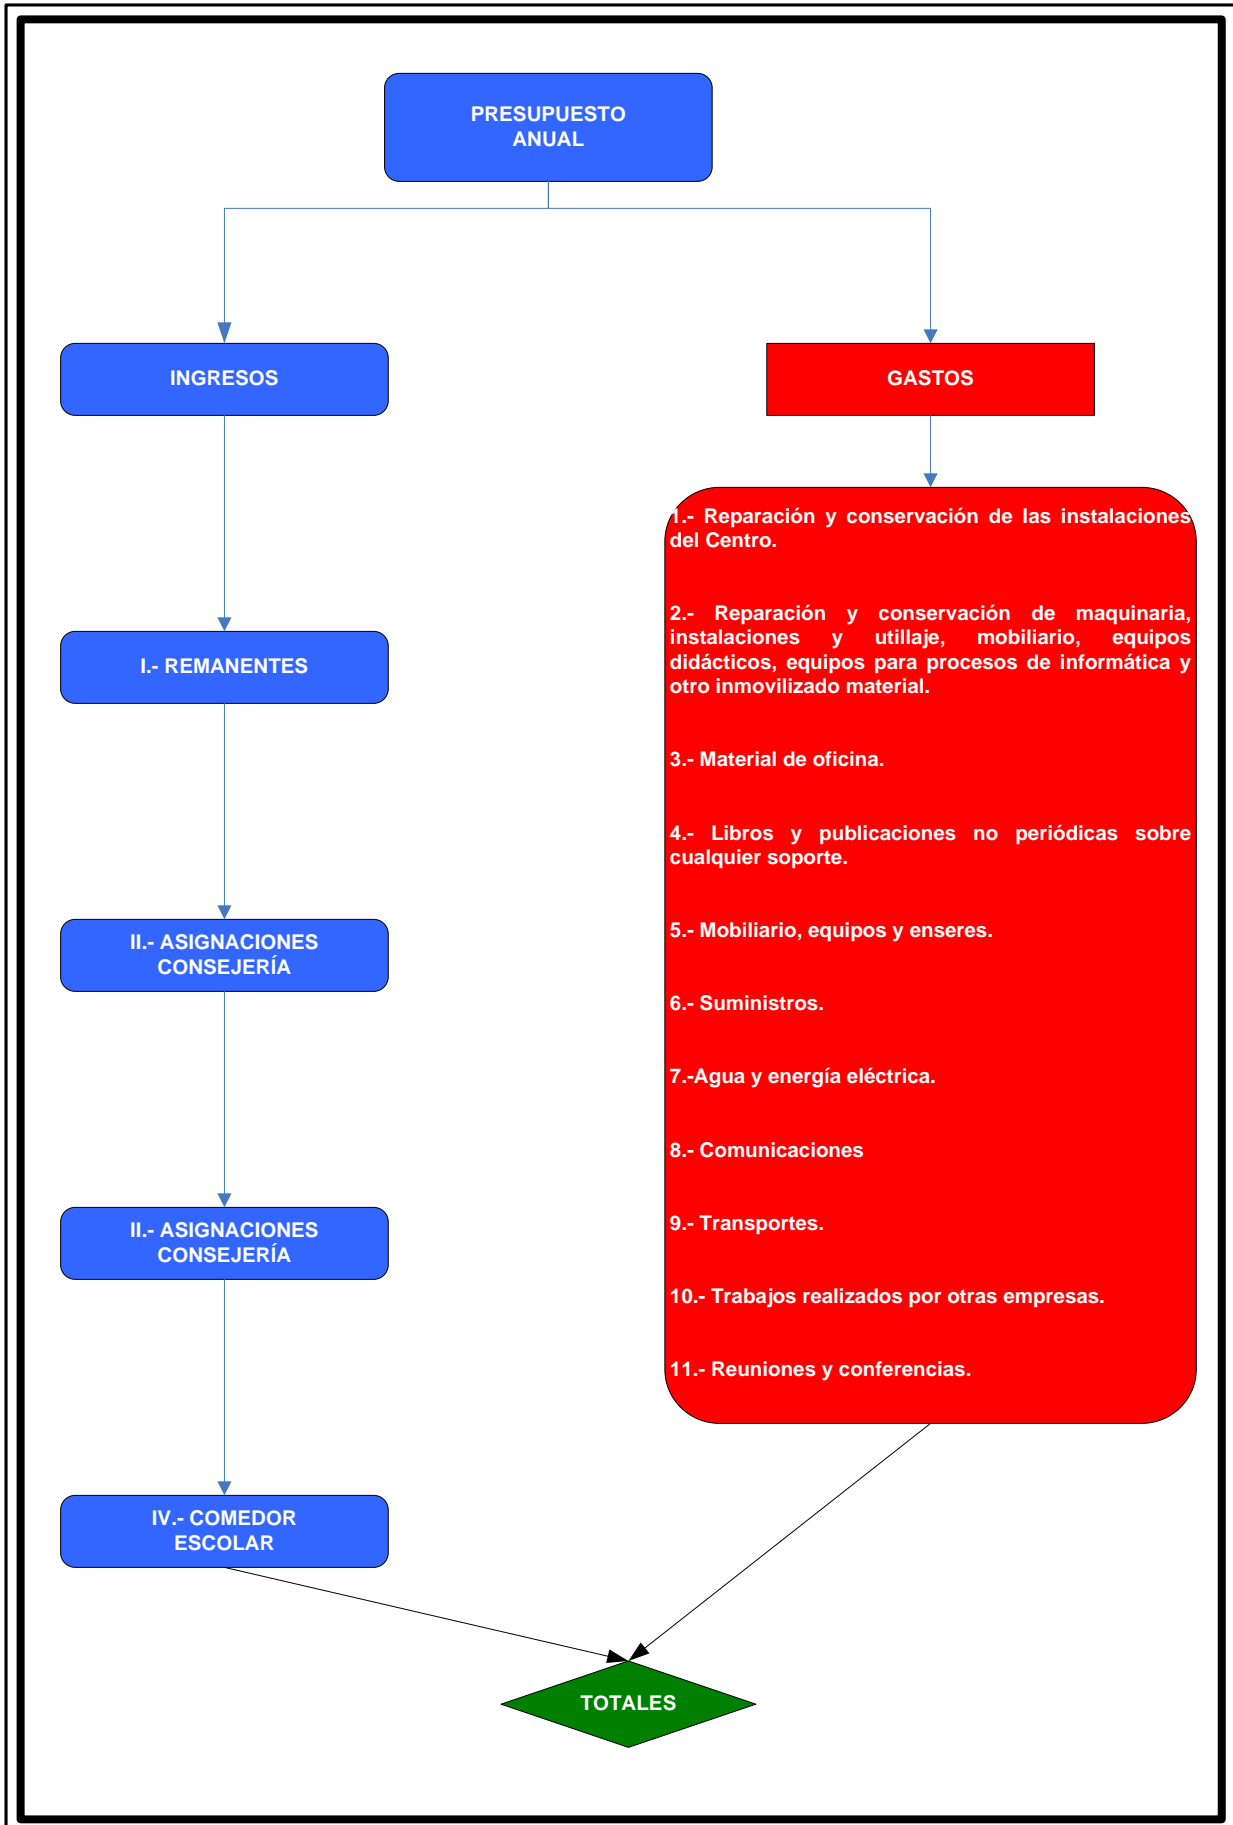 PRESUPUESTO
ANUAL
INGRESOS
GASTOS
I.- REMANENTES
II.- ASIGNACIONES
CONSEJERÍA
II.- ASIGNACIONES
CONSEJERÍA
IV.- COMEDOR
ESCOLAR
1.- Reparación y conservación de las instalaciones
del Centro.
2.- Reparación y conservación de maquinaria,
instalaciones y utillaje, mobiliario, equipos
didácticos, equipos para procesos de informática y
otro inmovilizado material.
3.- Material de oficina.
4.- Libros y publicaciones no periódicas sobre
cualquier soporte.
5.- Mobiliario, equipos y enseres.
6.- Suministros.
7.-Agua y energía eléctrica.
8.- Comunicaciones
9.- Transportes.
10.- Trabajos realizados por otras empresas.
11.- Reuniones y conferencias.
TOTALES